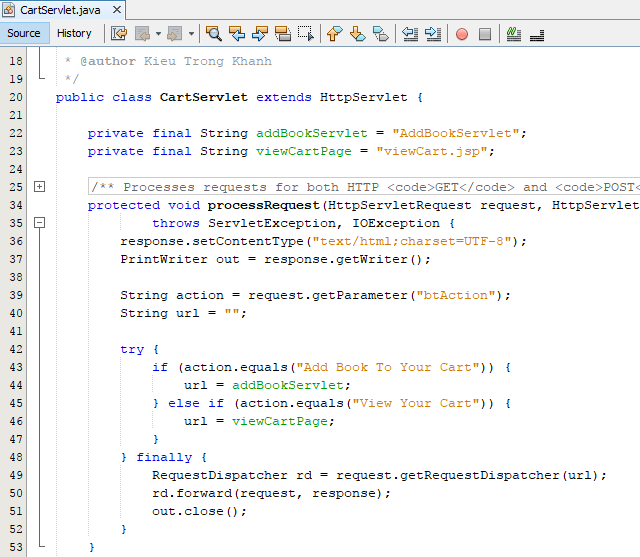 CartServlet.java
Source History
18 * @author Kieu Trong Khanh
19 */
20 public class CartServlet extends HttpServlet {
21
22 private final String addBookServlet = "AddBookServlet";
23 private final String viewCartPage = "viewCart.jsp";
24
25 /** Processes requests for both HTTP <code>GET</code> and <code>POST<
34 protected void processRequest(HttpServletRequest request, HttpServlet
35 throws ServletException, IOException {
36 response.setContentType("text/html;charset=UTF-8");
37 PrintWriter out = response.getWriter();
38
39 String action = request.getParameter("btAction");
40 String url = "";
41
42 try {
43 if (action.equals("Add Book To Your Cart")) {
44 url = addBookServlet;
45 } else if (action.equals("View Your Cart")) {
46 url = viewCartPage;
47 }
48 } finally {
49 RequestDispatcher rd = request.getRequestDispatcher(url);
50 rd.forward(request, response);
51 out.close();
52 }
53 }